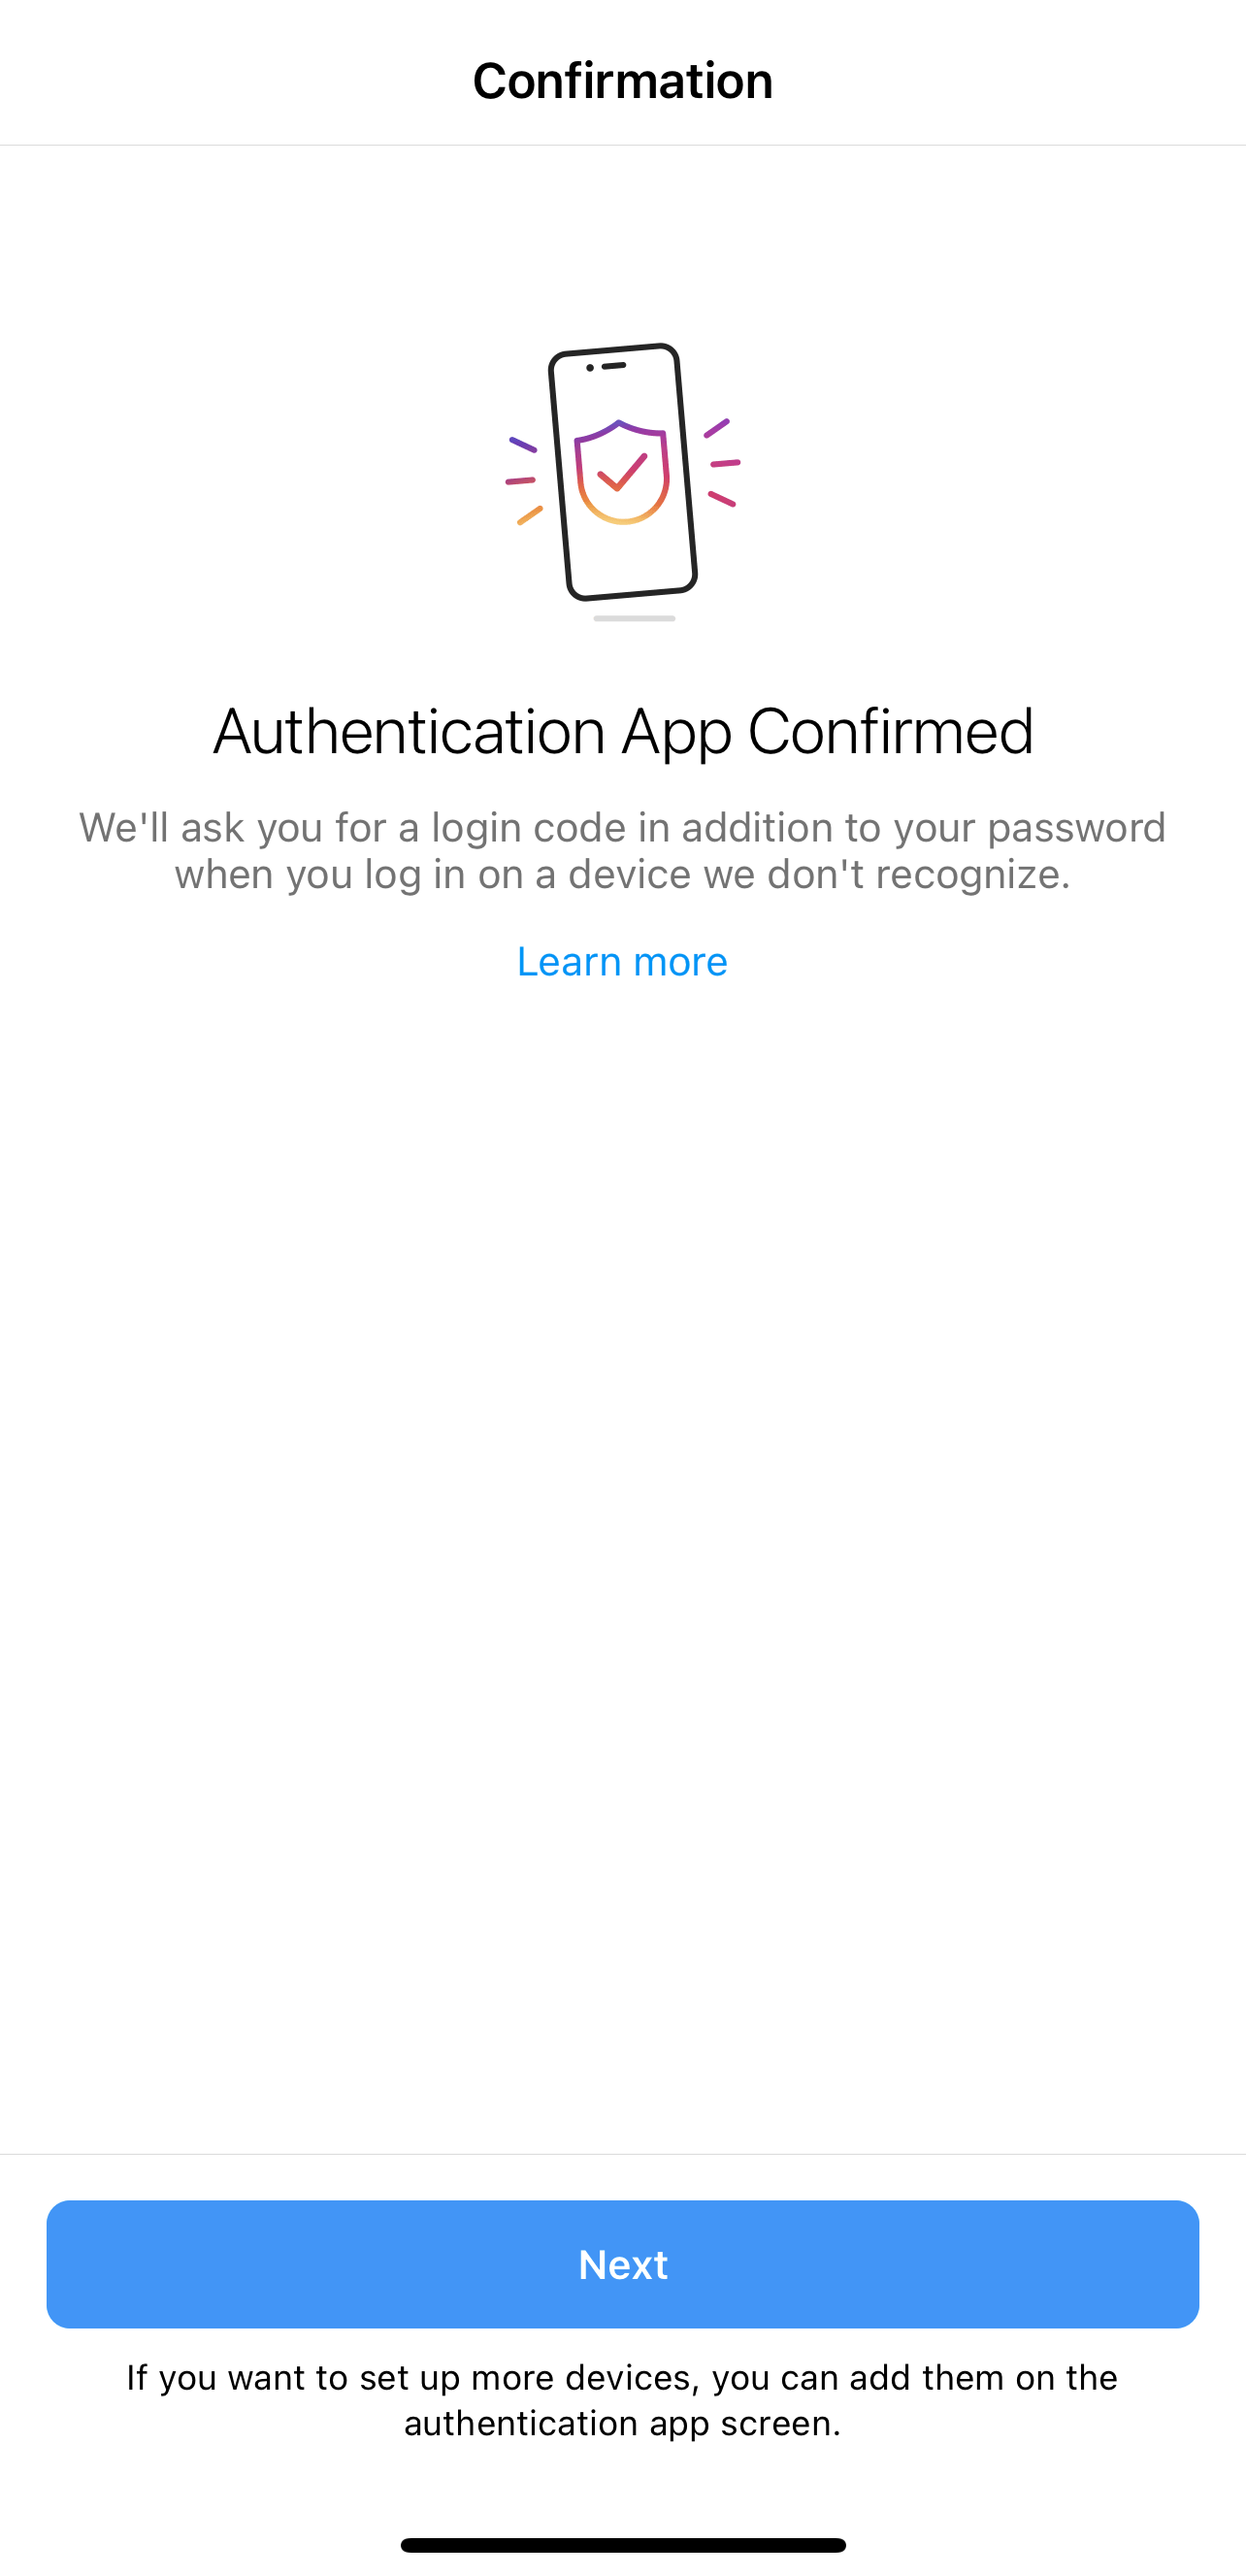 Confirmation
Authentication App Confirmed
We'll ask you for a login code in addition to your password
when you log in on a device we don't recognize.
Learn more
Next
If you want to set up more devices, you can add them on the
authentication app screen.